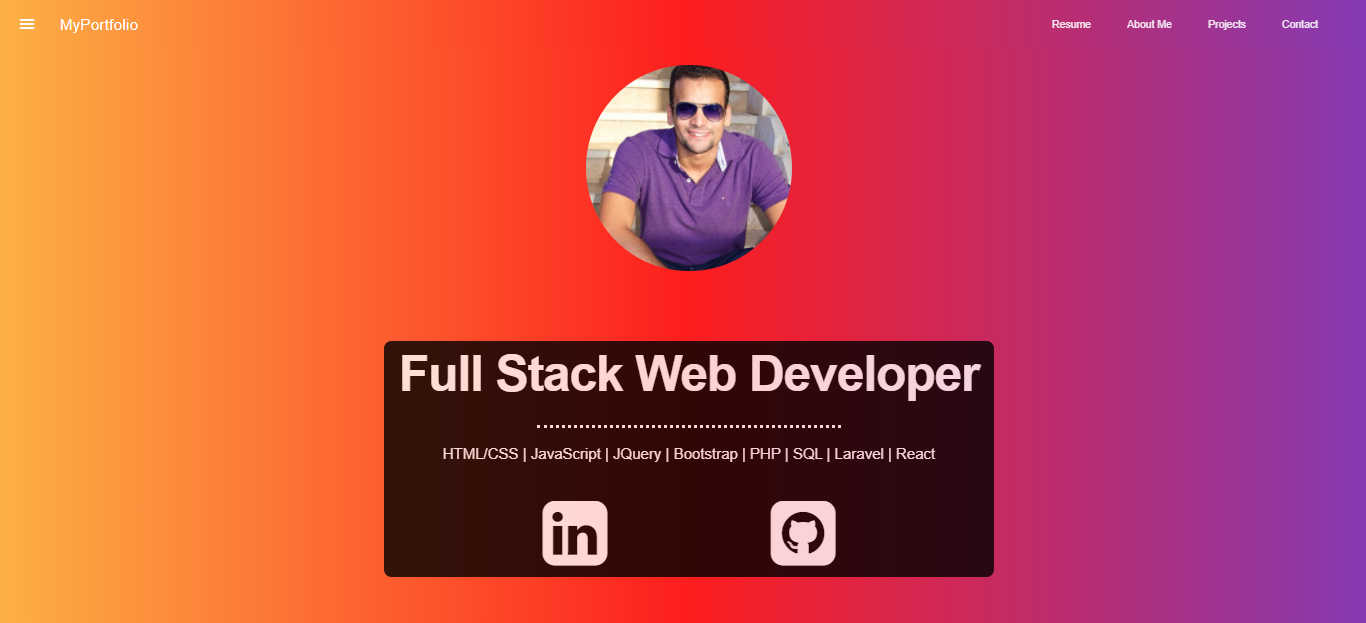 MyPortfolio
Resume
About Me
Projects
Contact
Full Stack Web Developer
HTML/CSS | JavaScript | JQuery | Bootstrap | PHP | SQL | Laravel | React
in